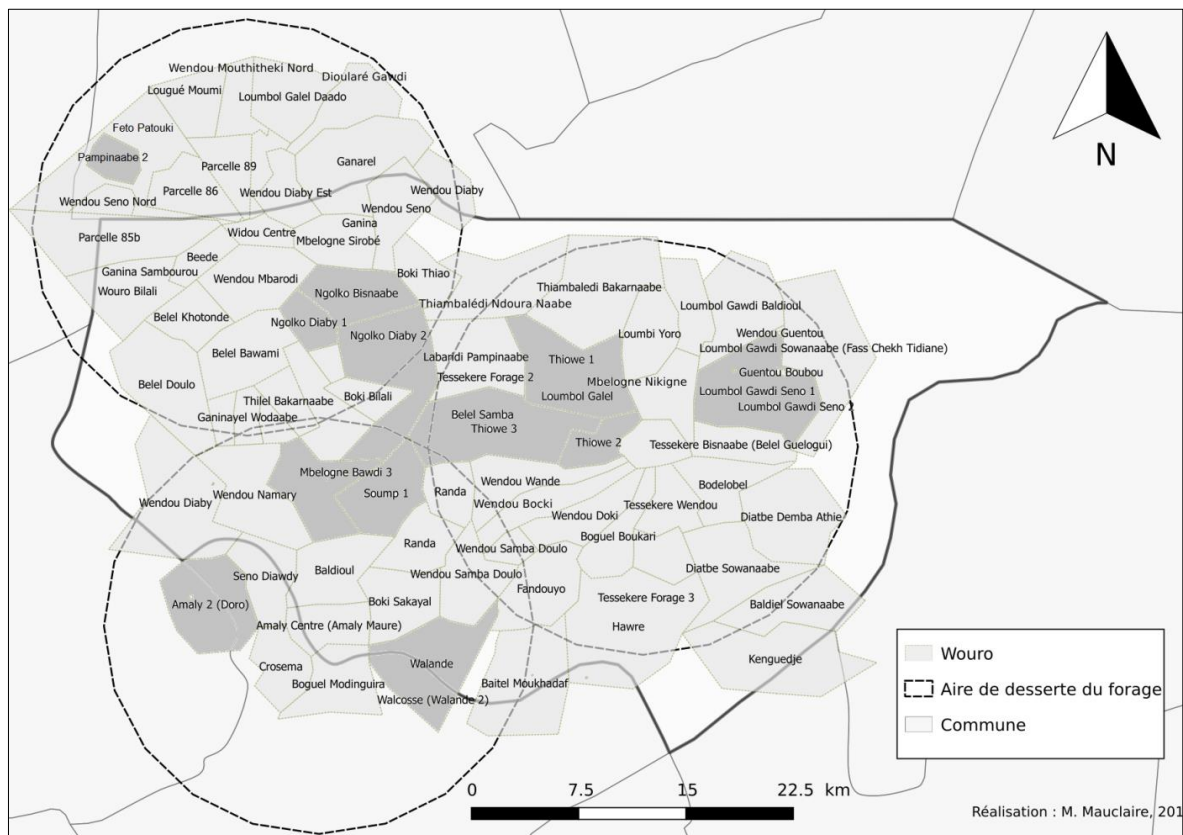 Wendou Mouthitheki Nord
Dioularé Gawdi
Lougué Moumi
Loumbol Galel Daado
Feto Patouki
Pampinaabe 2
Parcelle 89
Ganarel
Parcelle 86
Wendou Diaby Est
Wendou Diaby
Wendou Seno Nord
Wendou Seno
Ganina
Parcelle 85b
Widou Centre
Mbelogne Sirobé
Beede
Ganina Sambourou
Wendou Mbarodi
Boki Thiao
Wouro Bilali
Ngolko Bisnaabe
Thiambaledi Bakarnaabe
Thiambalédi Ndoura Naabe
Loumbol Gawdi Baldioul
Belel Khotonde
Ngolko Diaby 1
Ngolko Diaby 2
Loumbi Yoro
Wendou Guentou
Loumbol Gawdi Sowanaabe (Fass Chekh Tidiane)
Belel Bawami
Labardi Pampinaabe
Thiowe 1
Guentou Boubou
Tessekere Forage 2
Mbelogne Nikigne
Belel Doulo
Loumbol Gawdi Seno 1
Boki Bilali
Loumbol Galel
Thilel Bakarnaabe
Loumbol Gawdi Seno 2
Ganinayel Wodaabe
Belel Samba
Thiowe 3
Thiowe 2
Tessekere Bisnaabe (Belel Guelogui)
Mbelogne Bawdi 3
Wendou Wande
Bodelobel
Wendou Namary
Soump 1
Randa
Wendou Diaby
Wendou Bocki
Tessekere Wendou
Wendou Doki
Diatbe Demba Athie
Boguel Boukari
Randa
Wendou Samba Doulo
Diatbe Sowanaabe
Baldioul
Seno Diawdy
Wendou Samba Doulo
Fandouyo
Amaly 2 (Doro)
Boki Sakayal
Tessekere Forage 3
Baldiel Sowanaabe
Amaly Centre (Amaly Maure)
Hawre
Crosema
Walande
Kenguedje
Boguel Modinguira
Baitel Moukhadaf
Walcosse (Walande 2)
N
Wouro
Aire de desserte du forage
Commune
0 7.5 15 22.5 km
Réalisation : M. Mauclaire, 201